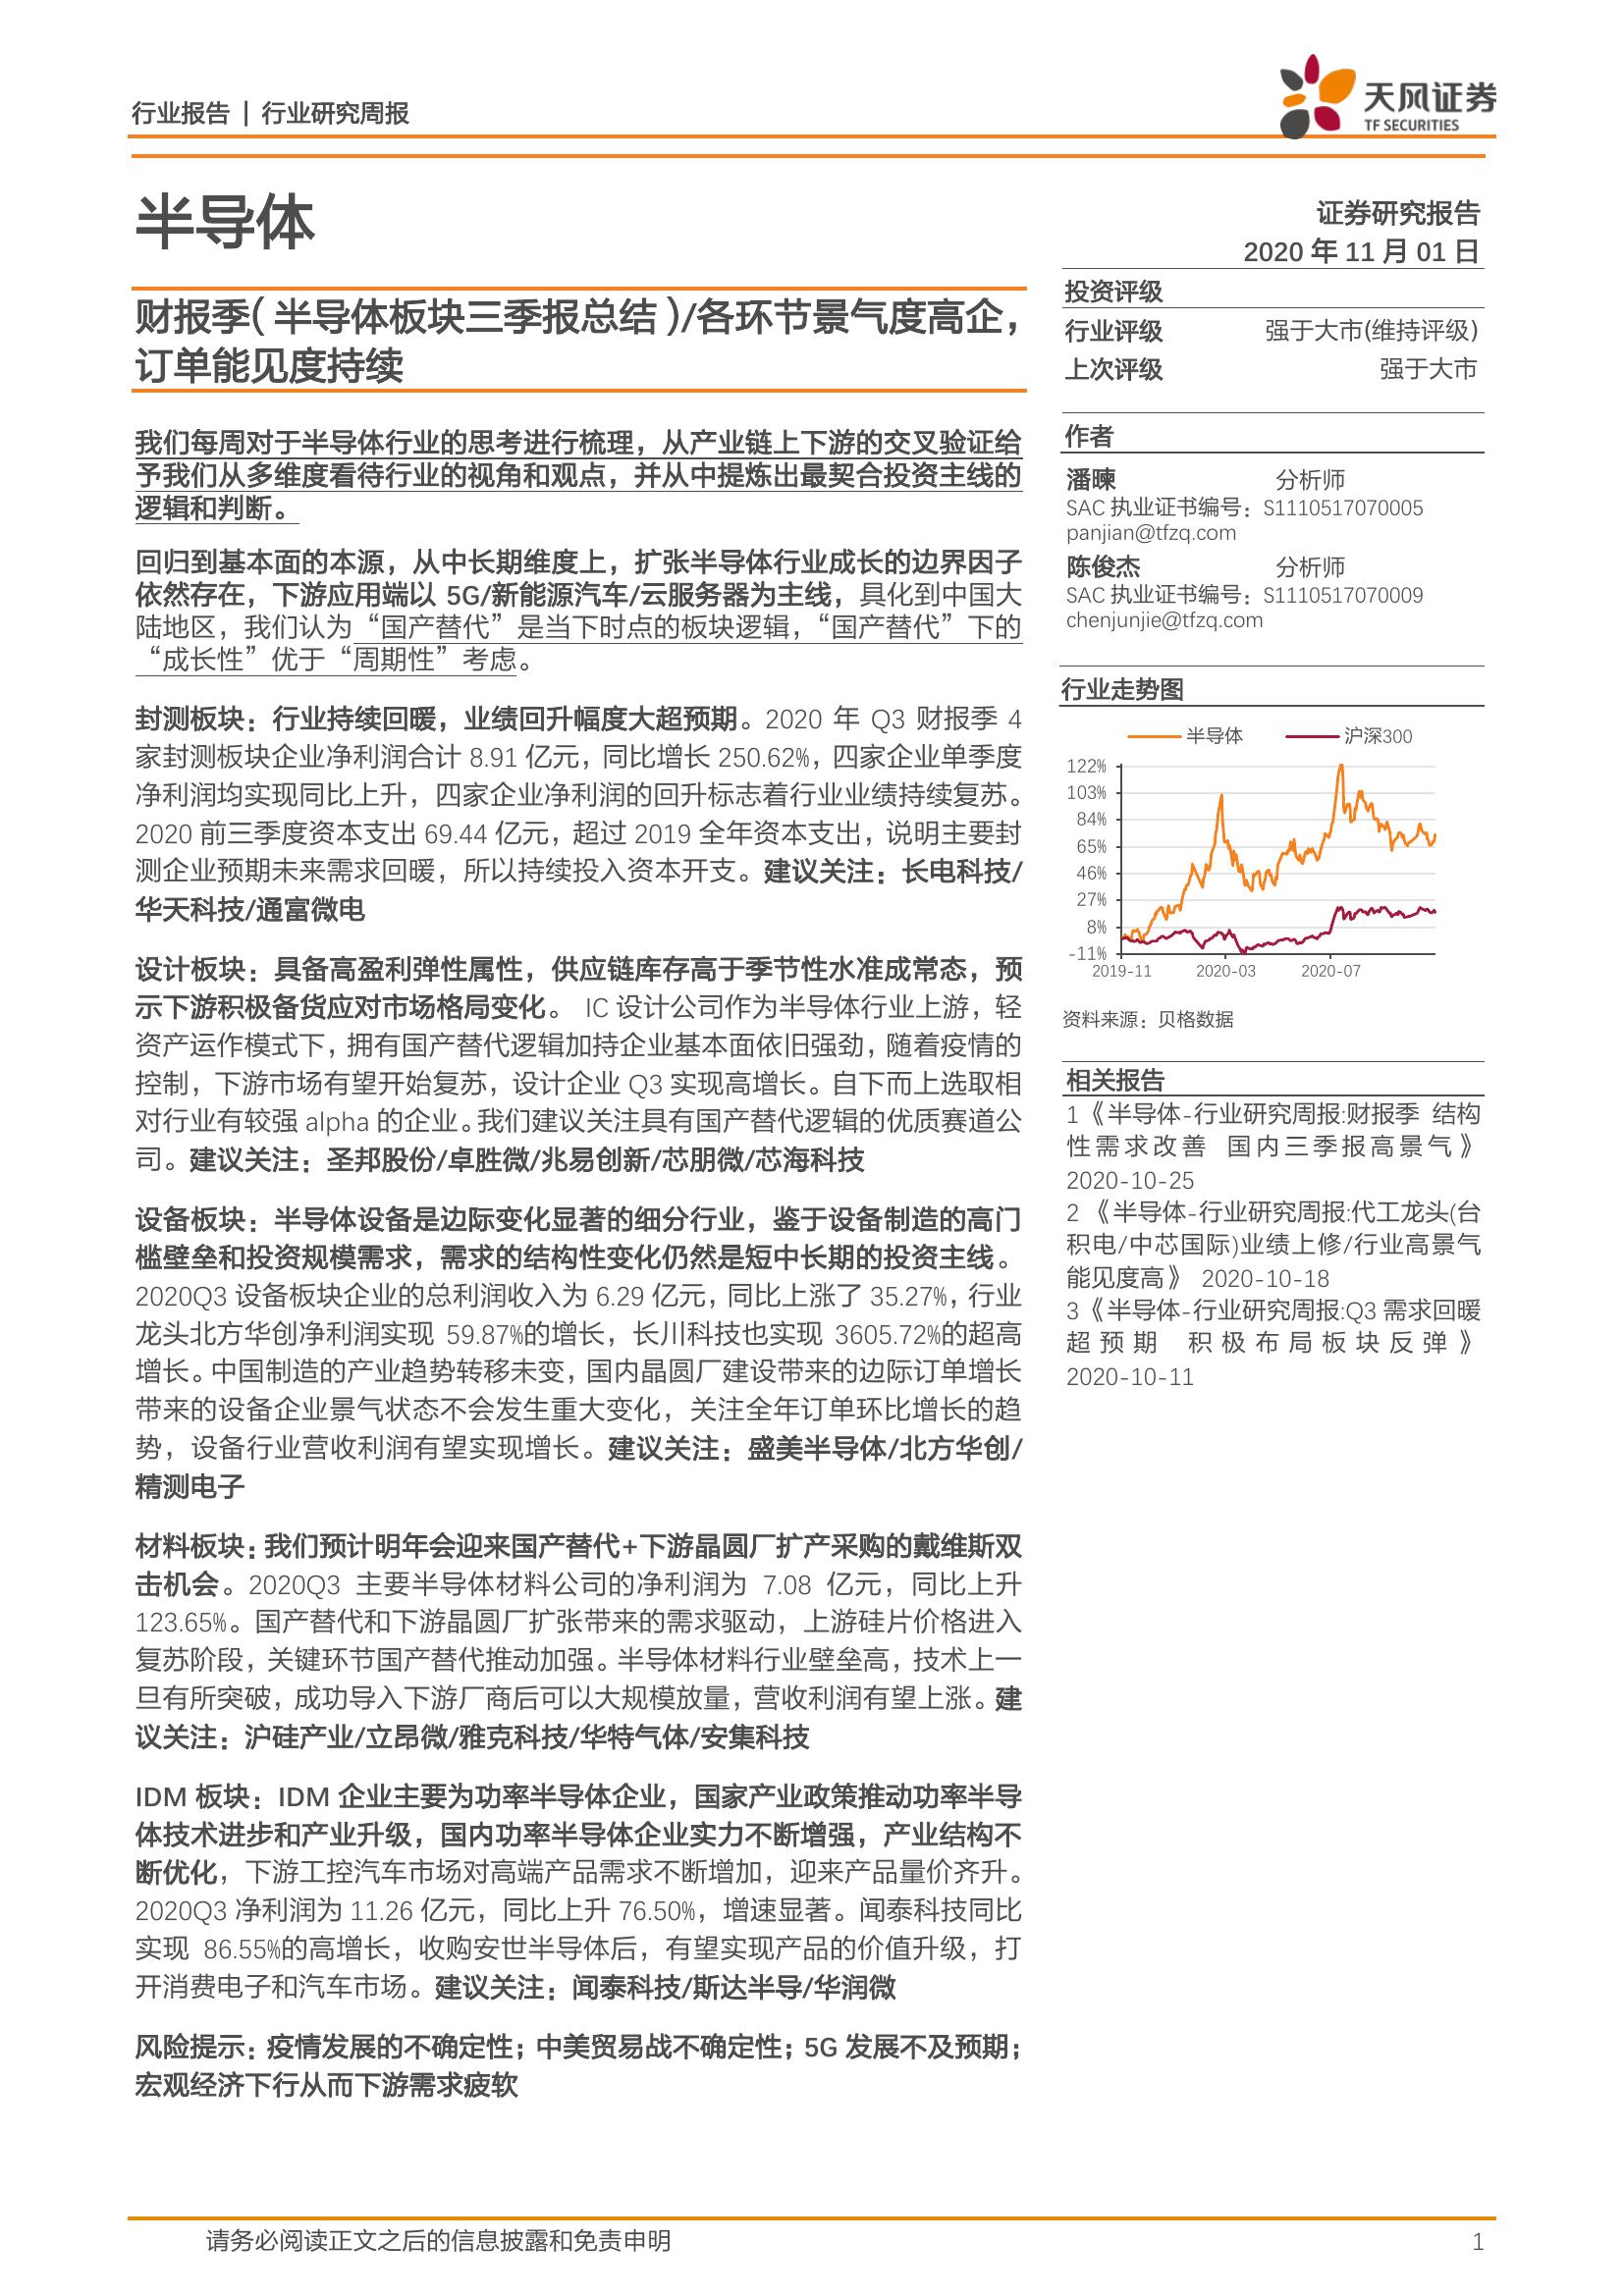 行业报告 | 行业研究周报
天风证券
TF SECURITIES
半导体
证券研究报告
2020 年 11 月 01 日
财报季(半导体板块三季报总结)/各环节景气度高企，
订单能见度持续
我们每周对于半导体行业的思考进行梳理，从产业链上下游的交叉验证给
予我们从多维度看待行业的视角和观点，并从中提炼出最契合投资主线的
逻辑和判断。
回归到基本面的本源，从中长期维度上，扩张半导体行业成长的边界因子
依然存在，下游应用端以 5G/新能源汽车/云服务器为主线，具化到中国大
陆地区，我们认为“国产替代”是当下时点的板块逻辑，“国产替代”下的
“成长性”优于“周期性”考虑。
封测板块：行业持续回暖，业绩回升幅度大超预期。2020 年 Q3 财报季 4
家封测板块企业净利润合计 8.91 亿元，同比增长 250.62%，四家企业单季度
净利润均实现同比上升，四家企业净利润的回升标志着行业业绩持续复苏。
2020 前三季度资本支出 69.44 亿元，超过 2019 全年资本支出，说明主要封
测企业预期未来需求回暖，所以持续投入资本开支。建议关注：长电科技/
华天科技/通富微电
设计板块：具备高盈利弹性属性，供应链库存高于季节性水准成常态，预
示下游积极备货应对市场格局变化。 IC 设计公司作为半导体行业上游，轻
资产运作模式下，拥有国产替代逻辑加持企业基本面依旧强劲，随着疫情的
控制，下游市场有望开始复苏，设计企业 Q3 实现高增长。自下而上选取相
对行业有较强 alpha 的企业。我们建议关注具有国产替代逻辑的优质赛道公
司。建议关注：圣邦股份/卓胜微/兆易创新/芯朋微/芯海科技
设备板块：半导体设备是边际变化显著的细分行业，鉴于设备制造的高门
槛壁垒和投资规模需求，需求的结构性变化仍然是短中长期的投资主线。
2020Q3 设备板块企业的总利润收入为 6.29 亿元，同比上涨了 35.27%，行业
龙头北方华创净利润实现 59.87%的增长，长川科技也实现 3605.72%的超高
增长。中国制造的产业趋势转移未变，国内晶圆厂建设带来的边际订单增长
带来的设备企业景气状态不会发生重大变化，关注全年订单环比增长的趋
势，设备行业营收利润有望实现增长。建议关注：盛美半导体/北方华创/
精测电子
材料板块：我们预计明年会迎来国产替代+下游晶圆厂扩产采购的戴维斯双
击机会。2020Q3 主要半导体材料公司的净利润为 7.08 亿元，同比上升
123.65%。国产替代和下游晶圆厂扩张带来的需求驱动，上游硅片价格进入
复苏阶段，关键环节国产替代推动加强。半导体材料行业壁垒高，技术上一
旦有所突破，成功导入下游厂商后可以大规模放量，营收利润有望上涨。建
议关注：沪硅产业/立昂微/雅克科技/华特气体/安集科技
IDM 板块：IDM 企业主要为功率半导体企业，国家产业政策推动功率半导
体技术进步和产业升级，国内功率半导体企业实力不断增强，产业结构不
断优化，下游工控汽车市场对高端产品需求不断增加，迎来产品量价齐升。
2020Q3 净利润为 11.26 亿元，同比上升 76.50%，增速显著。闻泰科技同比
实现 86.55%的高增长，收购安世半导体后，有望实现产品的价值升级，打
开消费电子和汽车市场。建议关注：闻泰科技/斯达半导/华润微
风险提示：疫情发展的不确定性；中美贸易战不确定性；5G 发展不及预期；
宏观经济下行从而下游需求疲软
投资评级
行业评级 强于大市(维持评级)
上次评级 强于大市
作者
潘暕 分析师
SAC 执业证书编号：S1110517070005
panjian@tfzq.com
陈俊杰 分析师
SAC 执业证书编号：S1110517070009
chenjunjie@tfzq.com
行业走势图
半导体 沪深300
122%
103%
84%
65%
46%
27%
8%
-11%
2019-11 2020-03 2020-07
资料来源：贝格数据
相关报告
1《半导体-行业研究周报:财报季 结构
性需求改善 国内三季报高景气》
2020-10-25
2 《半导体-行业研究周报:代工龙头(台
积电/中芯国际)业绩上修/行业高景气
能见度高》 2020-10-18
3《半导体-行业研究周报:Q3 需求回暖
超预期 积极布局板块反弹》
2020-10-11
请务必阅读正文之后的信息披露和免责申明 1